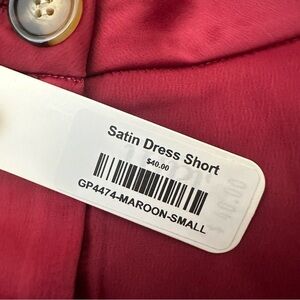 Satin Dress Short
$40.00
GP4474-MAROON-SMALL